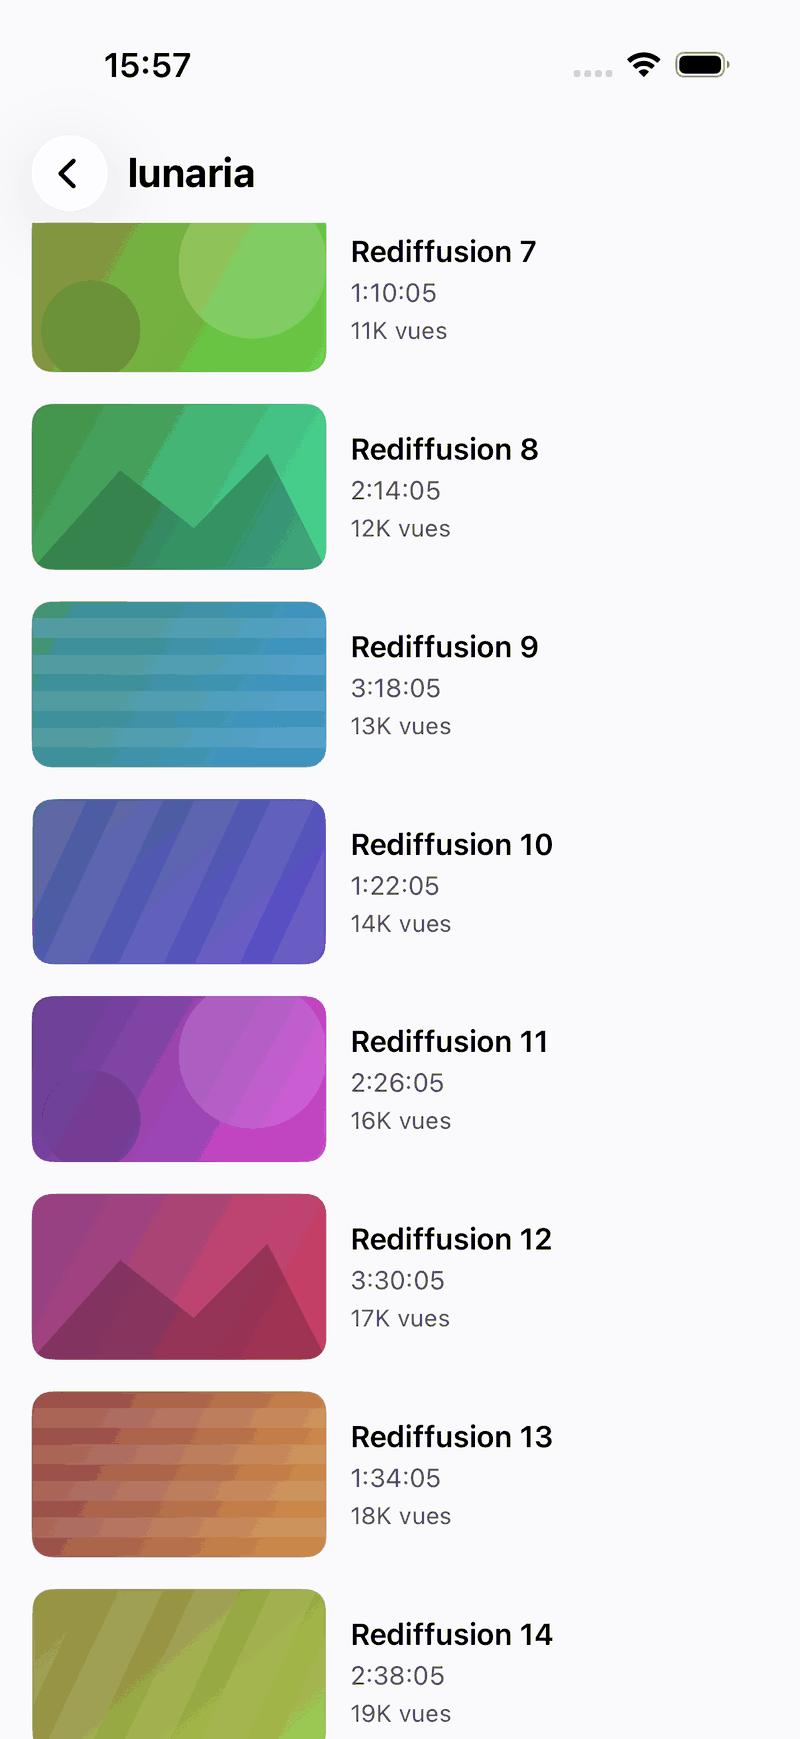 15:57
lunaria
Rediffusion 7
1:10:05
11K vues
Rediffusion 8
2:14:05
12K vues
Rediffusion 9
3:18:05
13K vues
Rediffusion 10
1:22:05
14K vues
Rediffusion 11
2:26:05
16K vues
Rediffusion 12
3:30:05
17K vues
Rediffusion 13
1:34:05
18K vues
Rediffusion 14
2:38:05
19K vues